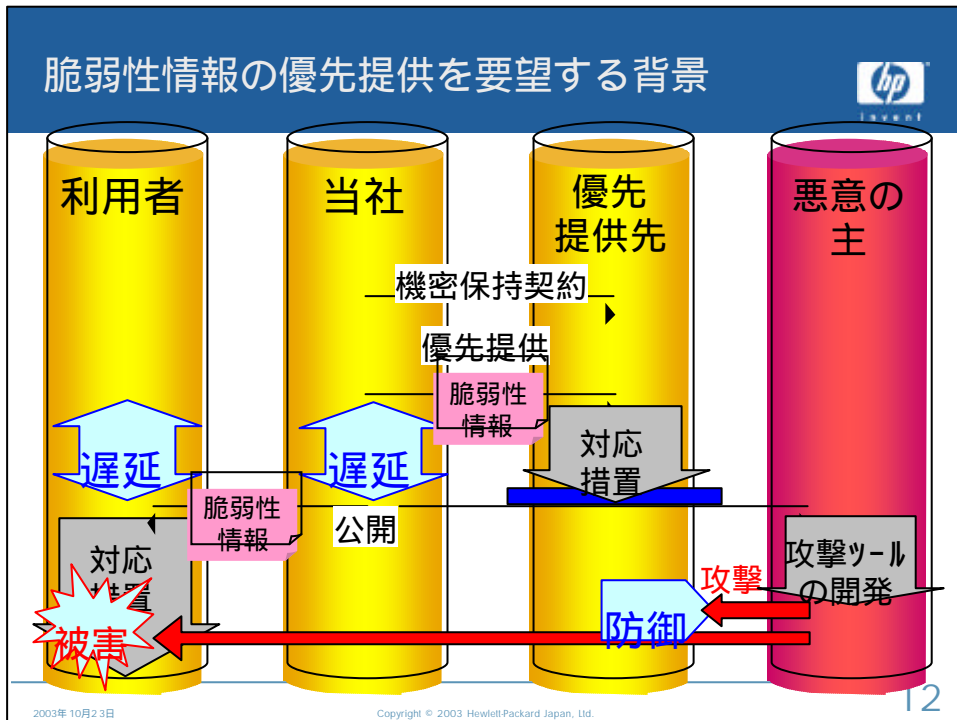 脆弱性情報の優先提供を要望する背景
hp
invent
利用者
当社
優先
提供先
悪意の
主
機密保持契約
優先提供
脆弱性
情報
対応
措置
遅延
遅延
脆弱性
情報
公開
対応
措置
攻撃ﾂｰﾙ
の開発
攻撃
防御
被害
2003年10月23日
Copyright © 2003 Hewlett-Packard Japan, Ltd.
12